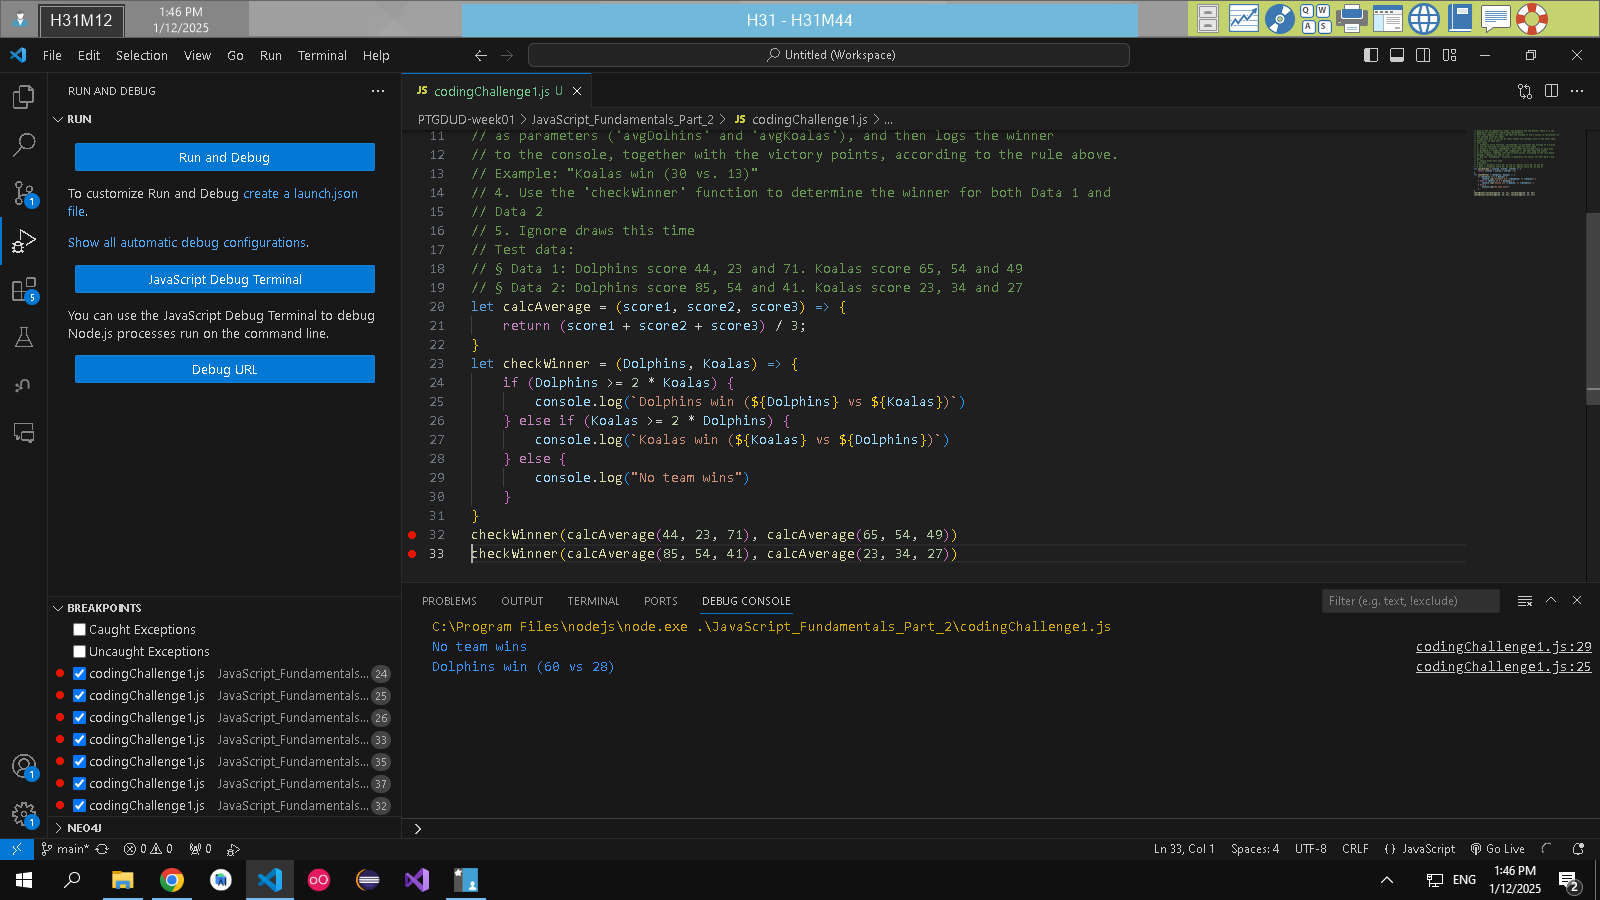 H31M12
1:46 PM
1/12/2025
H31 - H31M44
Q W
A S
File Edit Selection View Go Run Terminal Help
Untitled (Workspace)
RUN AND DEBUG
RUN
Run and Debug
To customize Run and Debug create a launch.json
file.
Show all automatic debug configurations.
JavaScript Debug Terminal
You can use the JavaScript Debug Terminal to debug
Node.js processes run on the command line.
Debug URL
1
5
JS codingChallenge1.js U
PTGDUD-week01 > JavaScript_Fundamentals_Part_2 > JS codingChallenge1.js > ...
11 // as parameters ('avgDolhins' and 'avgKoalas'), and then logs the winner
12 // to the console, together with the victory points, according to the rule above.
13 // Example: "Koalas win (30 vs. 13)"
14 // 4. Use the 'checkWinner' function to determine the winner for both Data 1 and
15 // Data 2
16 // 5. Ignore draws this time
17 // Test data:
18 // § Data 1: Dolphins score 44, 23 and 71. Koalas score 65, 54 and 49
19 // § Data 2: Dolphins score 85, 54 and 41. Koalas score 23, 34 and 27
20 let calcAverage = (score1, score2, score3) => {
21 return (score1 + score2 + score3) / 3;
22 }
23 let checkWinner = (Dolphins, Koalas) => {
24 if (Dolphins >= 2 * Koalas) {
25 console.log(`Dolphins win (${Dolphins} vs ${Koalas})`)
26 } else if (Koalas >= 2 * Dolphins) {
27 console.log(`Koalas win (${Koalas} vs ${Dolphins})`)
28 } else {
29 console.log("No team wins")
30 }
31 }
32 checkWinner(calcAverage(44, 23, 71), calcAverage(65, 54, 49))
33 checkWinner(calcAverage(85, 54, 41), calcAverage(23, 34, 27))
BREAKPOINTS
Caught Exceptions
Uncaught Exceptions
codingChallenge1.js JavaScript_Fundamentals... 24
codingChallenge1.js JavaScript_Fundamentals... 25
codingChallenge1.js JavaScript_Fundamentals... 26
codingChallenge1.js JavaScript_Fundamentals... 33
codingChallenge1.js JavaScript_Fundamentals... 35
codingChallenge1.js JavaScript_Fundamentals... 37
codingChallenge1.js JavaScript_Fundamentals... 32
NEO4J
1
1
PROBLEMS OUTPUT TERMINAL PORTS DEBUG CONSOLE
Filter (e.g. text, !exclude)
C:\Program Files\nodejs\node.exe .\JavaScript_Fundamentals_Part_2\codingChallenge1.js
No team wins codingChallenge1.js:29
Dolphins win (60 vs 28) codingChallenge1.js:25
>
main* 0 0 0
Ln 33, Col 1 Spaces: 4 UTF-8 CRLF {} JavaScript Go Live
ENG
1:46 PM
1/12/2025
2